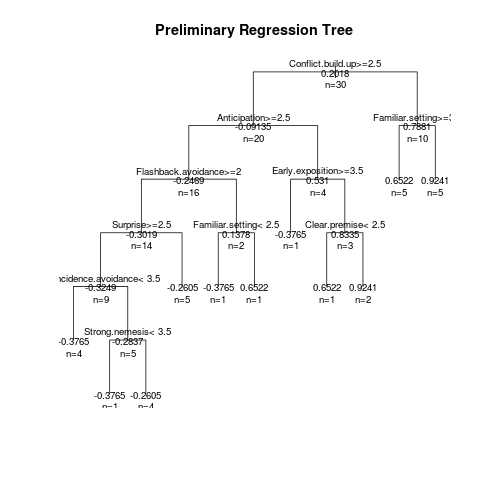 Preliminary Regression Tree
Conflict.build.up>=2.5
0.2018
n=30
Anticipation>=2.5
-0.09135
n=20
Familiar.setting>=3
0.7881
n=10
Flashback.avoidance>=2
-0.2469
n=16
Early.exposition>=3.5
0.531
n=4
0.6522
n=5
0.9241
n=5
Surprise>=2.5
-0.3019
n=14
Familiar.setting< 2.5
0.1378
n=2
-0.3765
n=1
Clear.premise< 2.5
0.8335
n=3
ncidence.avoidance< 3.5
-0.3249
n=9
-0.2605
n=5
-0.3765
n=1
0.6522
n=1
0.6522
n=1
0.9241
n=2
-0.3765
n=4
Strong.nemesis< 3.5
-0.2837
n=5
-0.3765
n=1
-0.2605
n=4